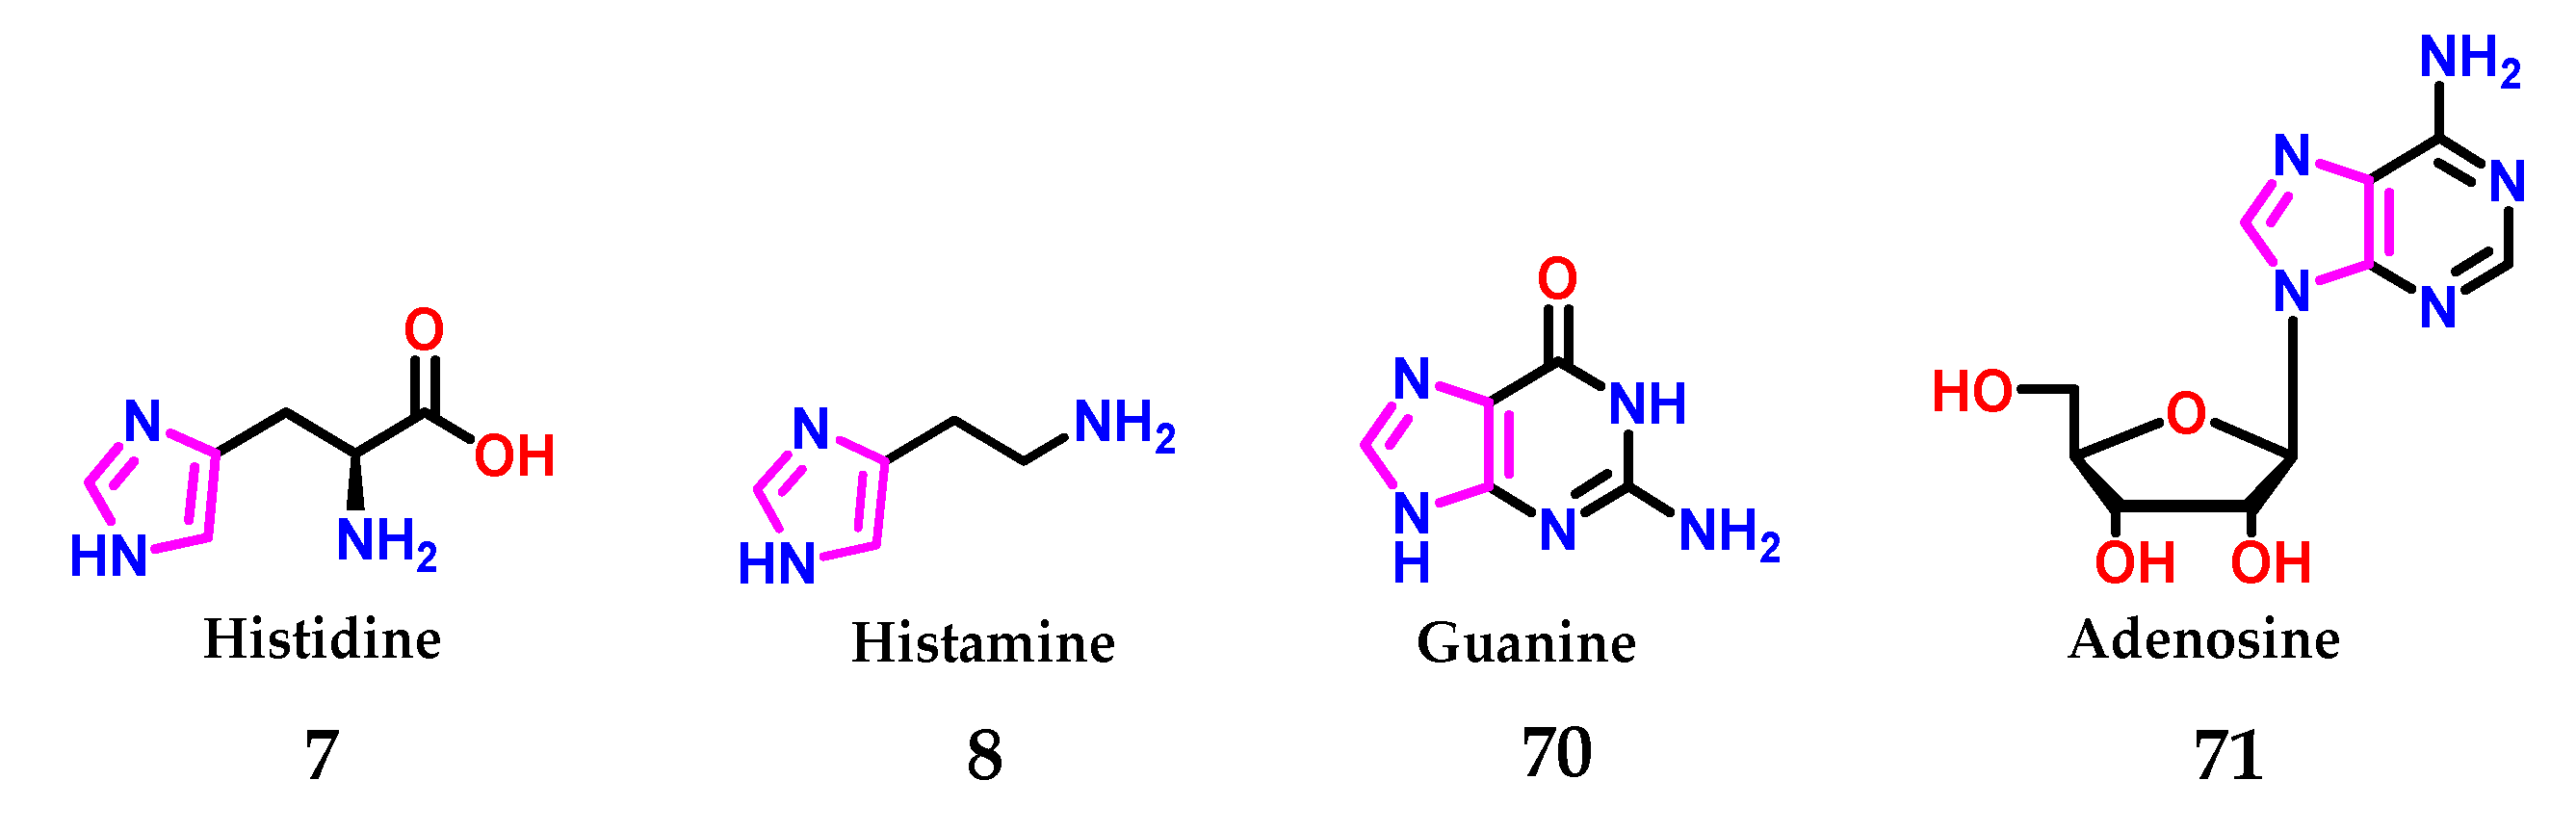 NH2
N
N
N
N
O
HO
O
OH OH
O
N
NH
N
H
N
NH2
O
N
OH
HN
NH2
N
NH2
HN
Histidine
Histamine
Guanine
Adenosine
7
8
70
71